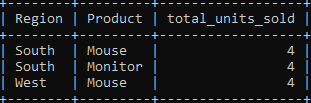 | Region | Product | total_units_sold |
| South | Mouse | 4 |
| South | Monitor | 4 |
| West | Mouse | 4 |